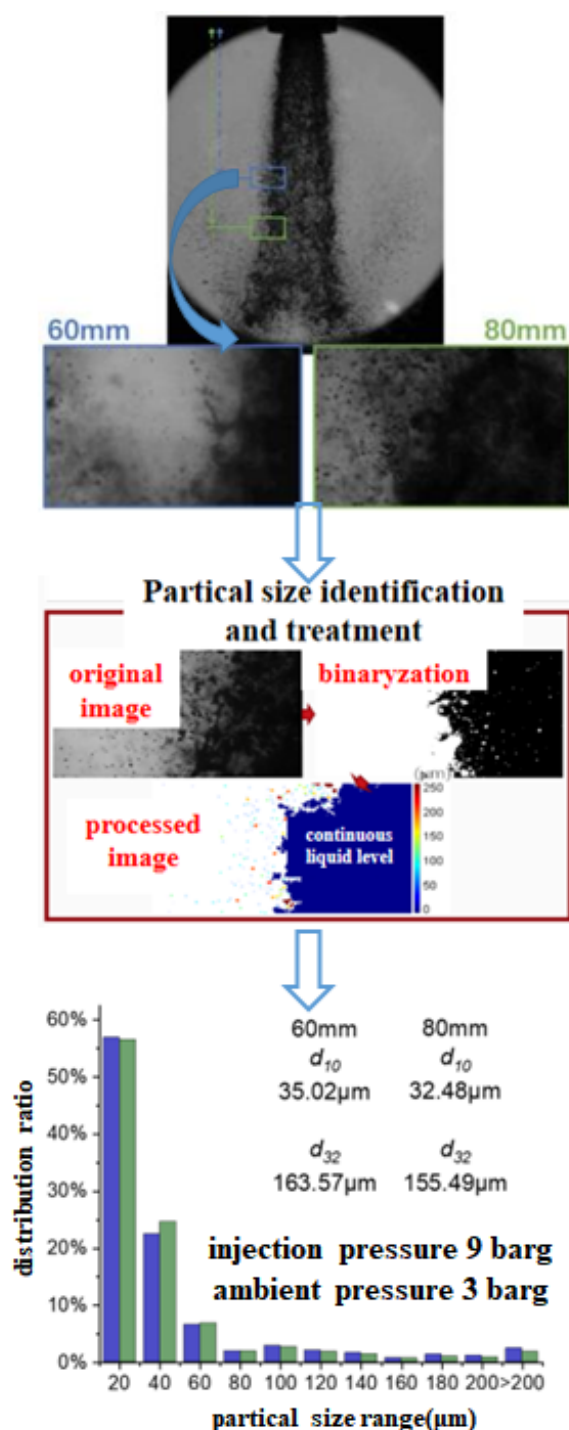 60mm
80mm
Partical size identification
and treatment
original
image
binaryzation
(μm)
250
200
150
100
50
0
processed
image
continuous
liquid level
60mm
80mm
d10
d10
35.02μm
32.48μm
d32
d32
163.57μm
155.49μm
injection pressure 9 barg
ambient pressure 3 barg
distribution ratio
60%
50%
40%
30%
20%
10%
0%
20 40 60 80 100 120 140 160 180 200 >200
partical size range(μm)